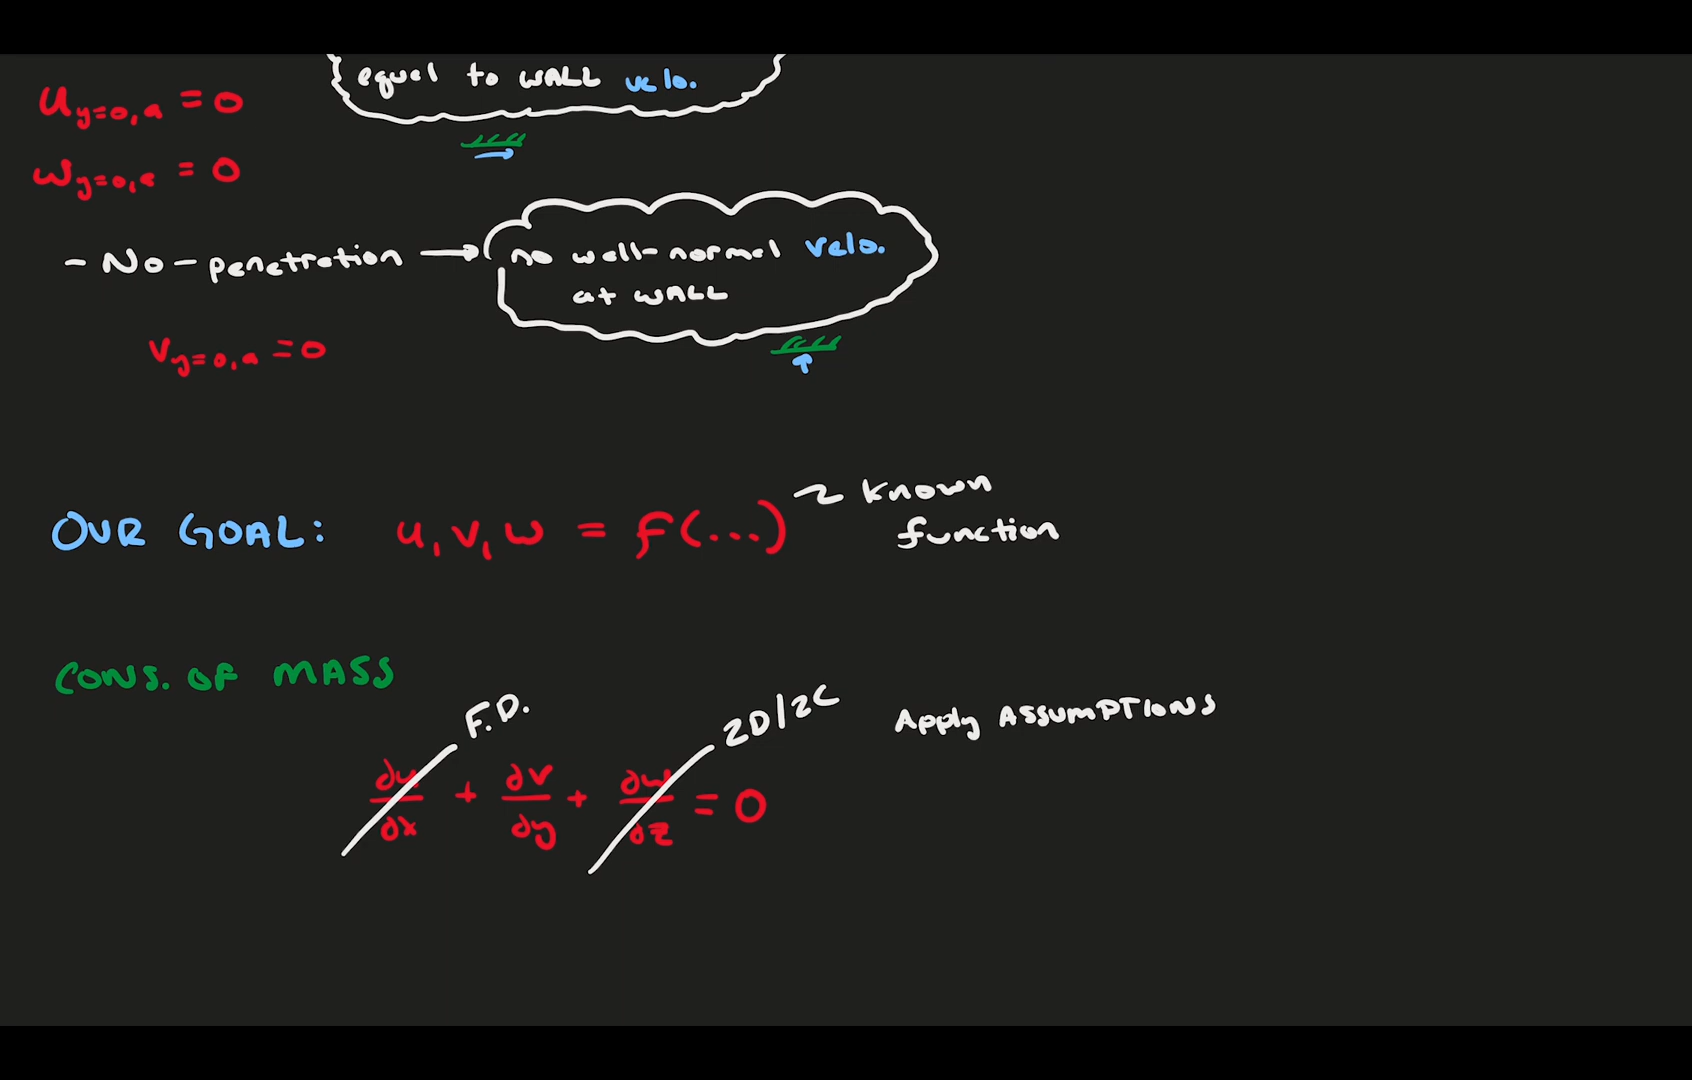 equal to WALL velo.
u_{y=0,a} = 0
w_{y=0,a} = 0
- No-penetration → no wall-normal velo.
at WALL
v_{y=0,a} = 0
OUR GOAL: u,v,w = f(...) ~ Known
function
CONS. OF MASS
F.D. 2D/2C Apply ASSUMPTIONS
∂u/∂x + ∂v/∂y + ∂w/∂z = 0